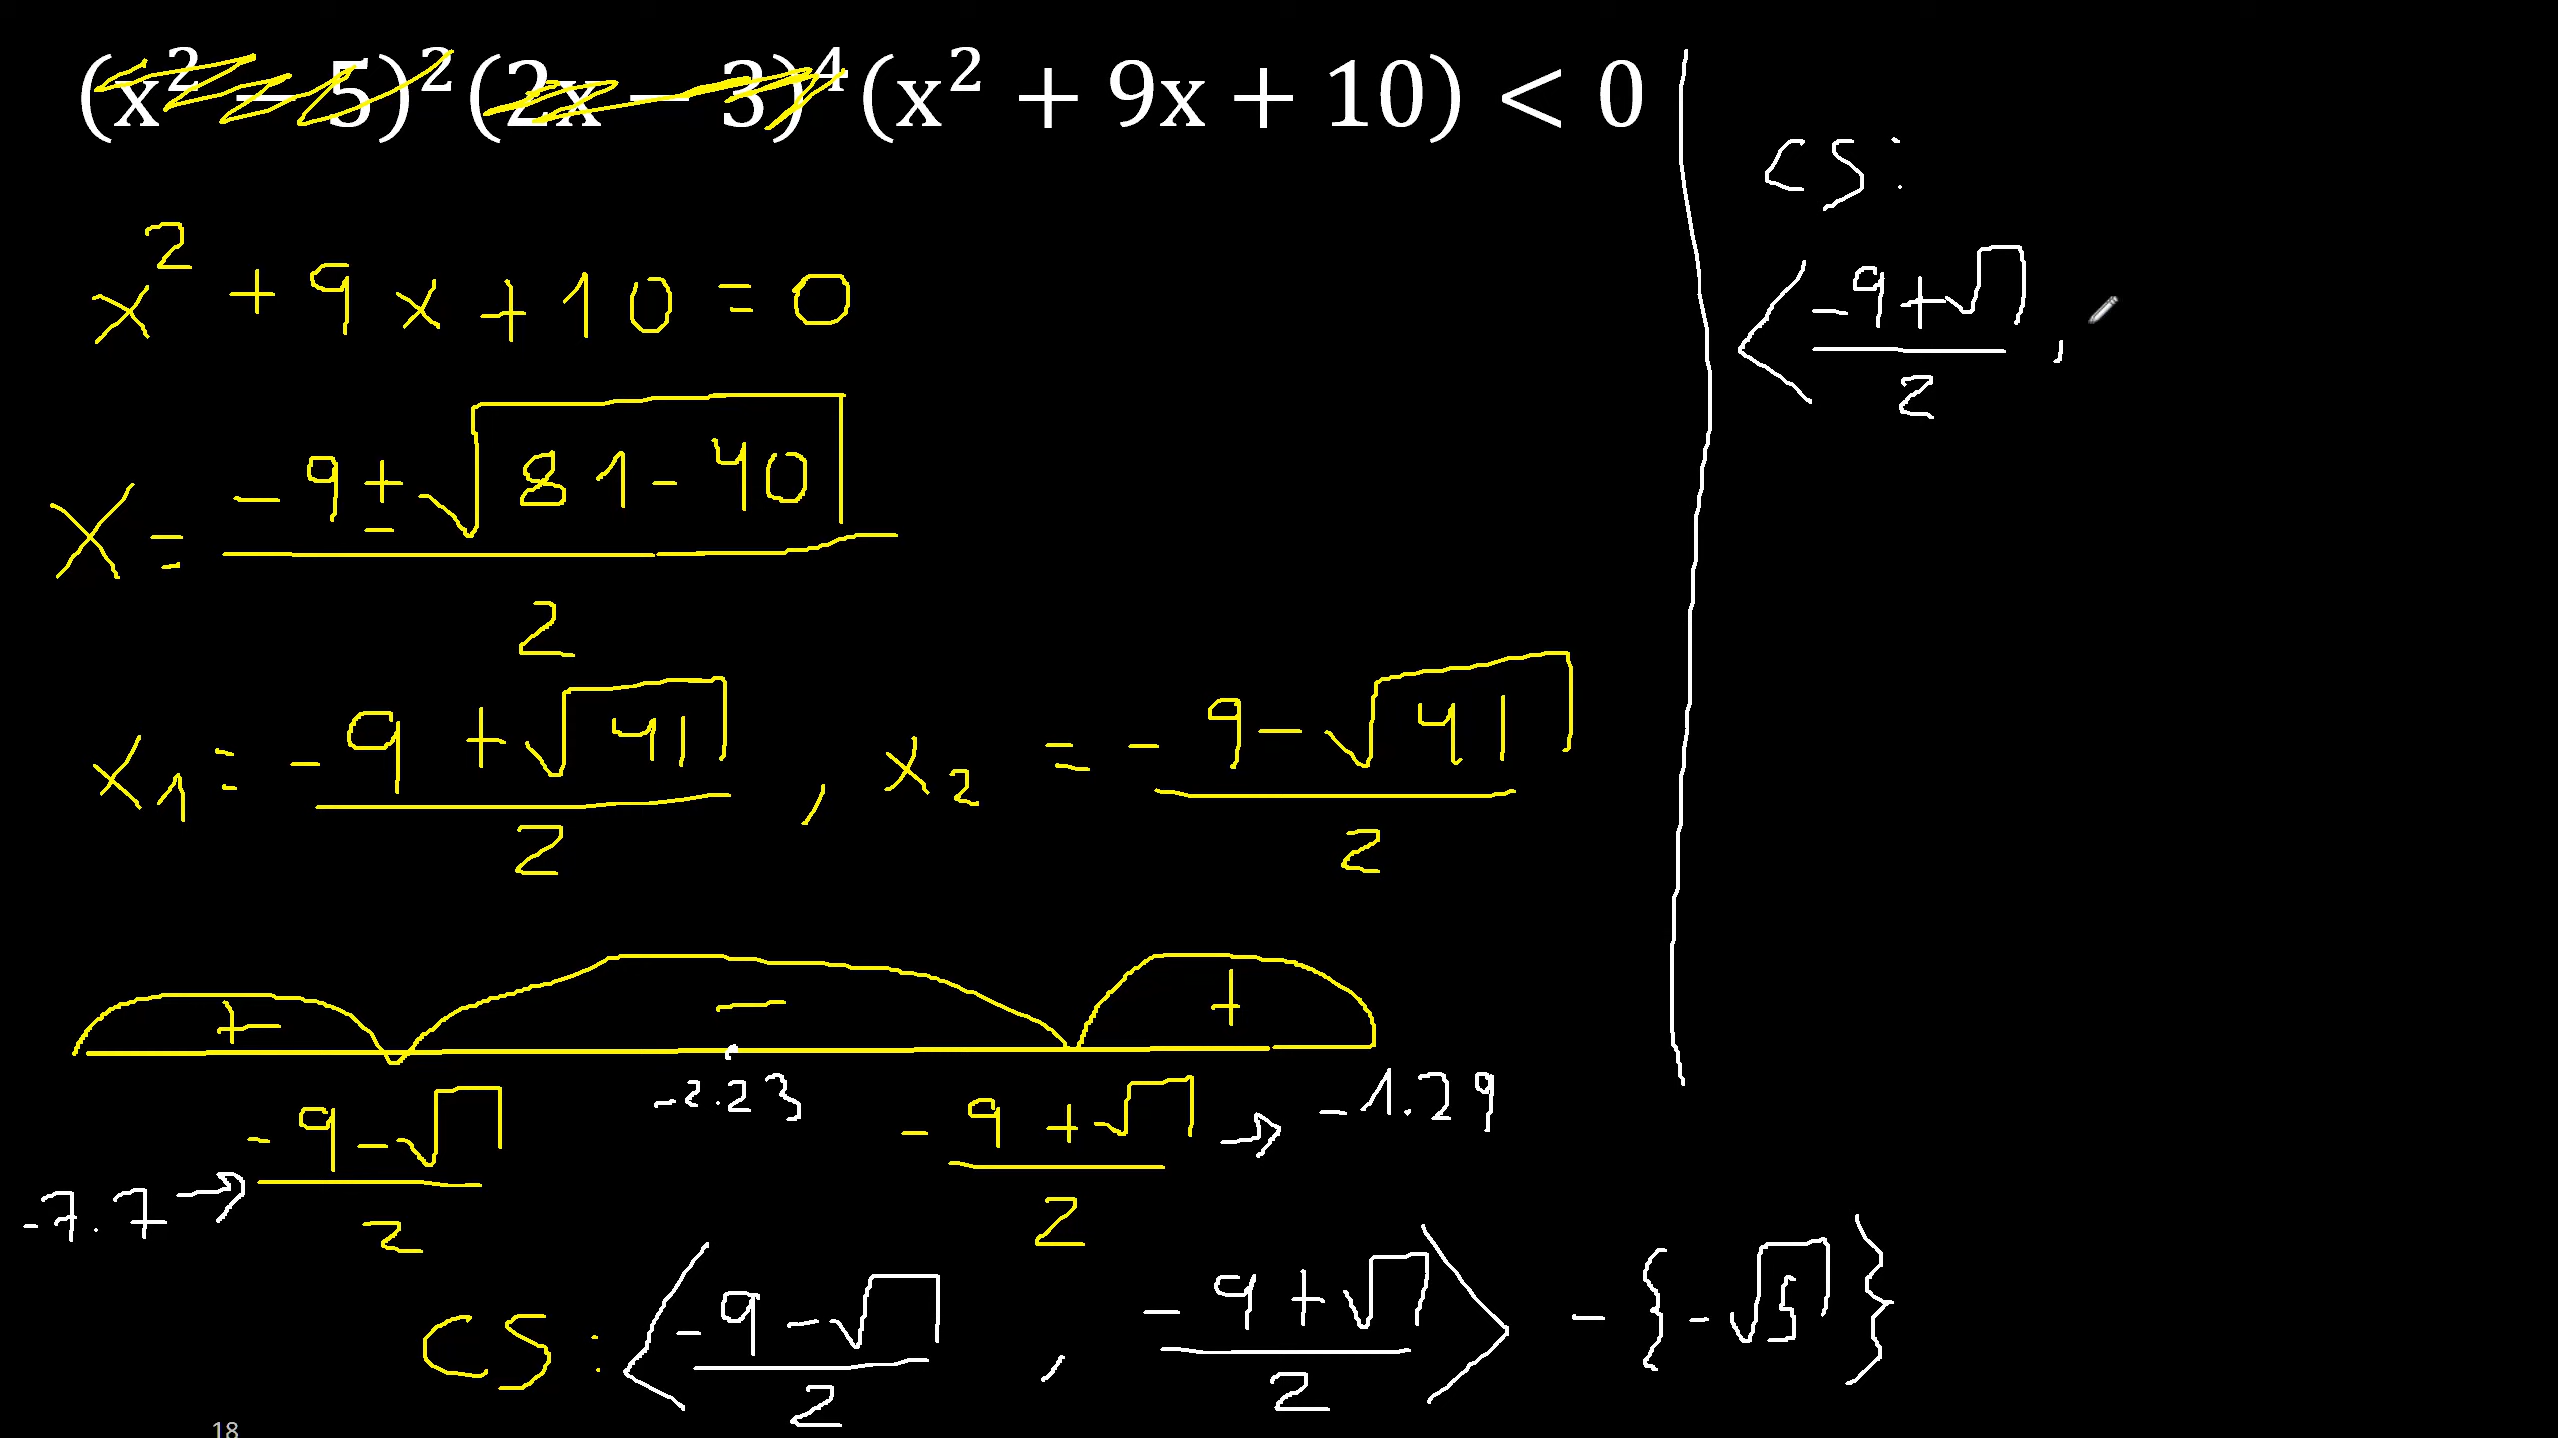 (x² − 5)²(2x − 3)⁴(x² + 9x + 10) < 0
x² + 9x + 10 = 0
x = (-9 ± √(81 - 40)) / 2
x₁ = (-9 + √41) / 2 , x₂ = (-9 - √41) / 2
+ − +
-2.23
-7.7 → (-9 - √ ) / 2 (-9 + √ ) / 2 → -1.29
CS: < (-9 - √ ) / 2 , (-9 + √ ) / 2 > - { -√5 }
18
CS:
< (-9 + √ ) / 2 ,